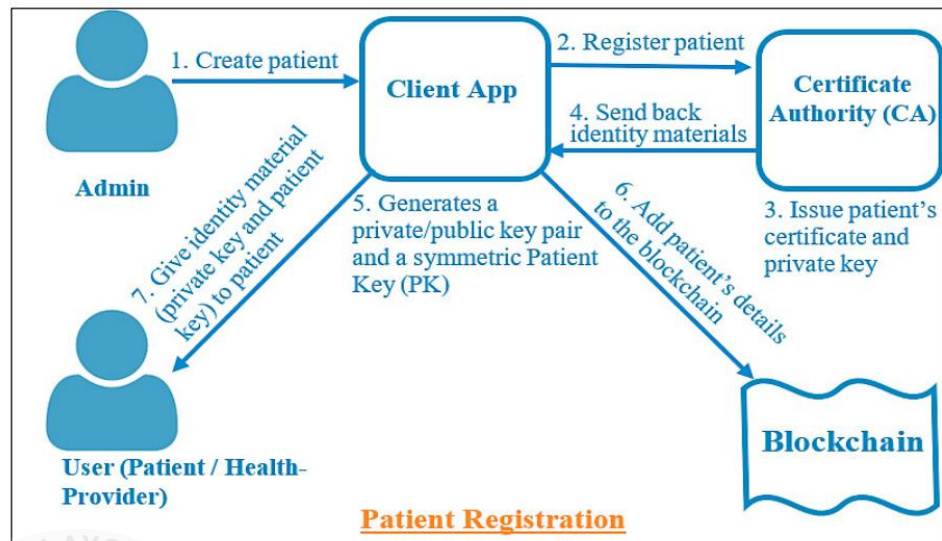 1. Create patient
Client App
2. Register patient
Certificate
Authority (CA)
4. Send back
identity materials
Admin
3. Issue patient's
certificate and
private key
5. Generates a
private/public key pair
and a symmetric Patient
Key (PK)
6. Add patient's details
to the blockchain
7. Give identity material
(private key and patient
key) to patient
User (Patient / Health-
Provider)
Blockchain
Patient Registration